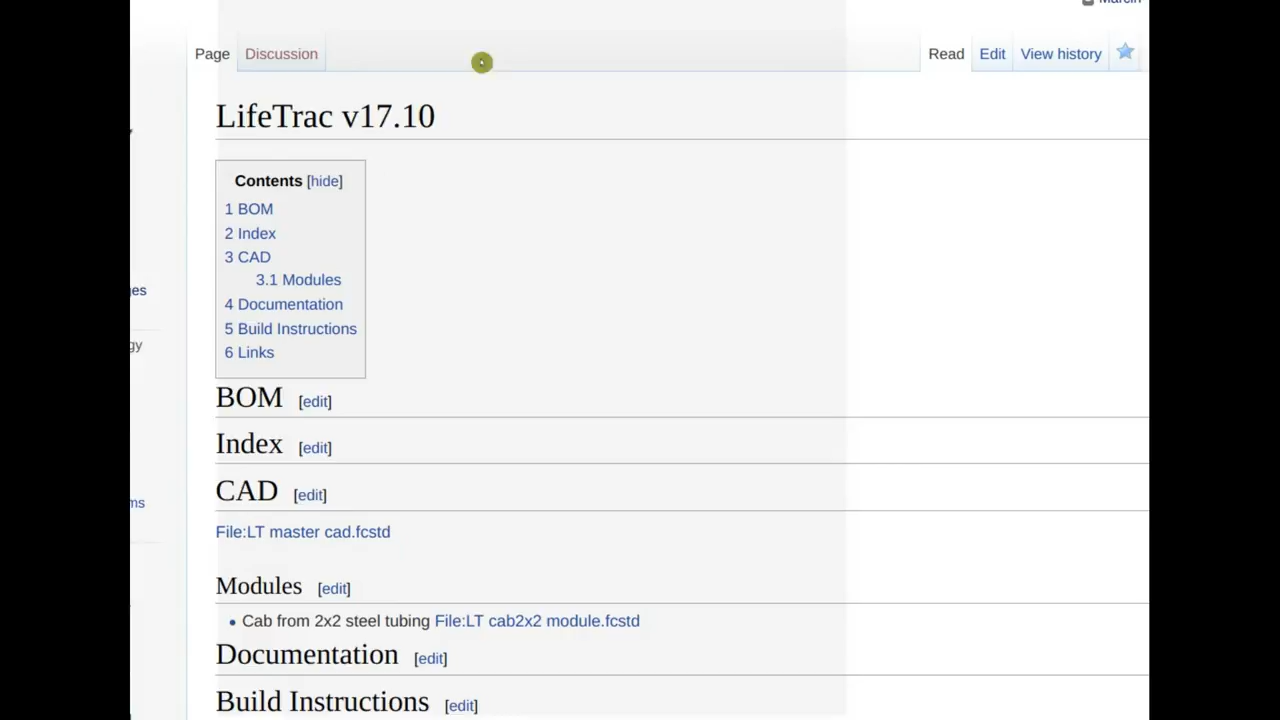 Marcin
Page Discussion Read Edit View history
LifeTrac v17.10
Contents [hide]
1 BOM
2 Index
3 CAD
3.1 Modules
4 Documentation
5 Build Instructions
6 Links
BOM [edit]
Index [edit]
CAD [edit]
File:LT master cad.fcstd
Modules [edit]
Cab from 2x2 steel tubing File:LT cab2x2 module.fcstd
Documentation [edit]
Build Instructions [edit]